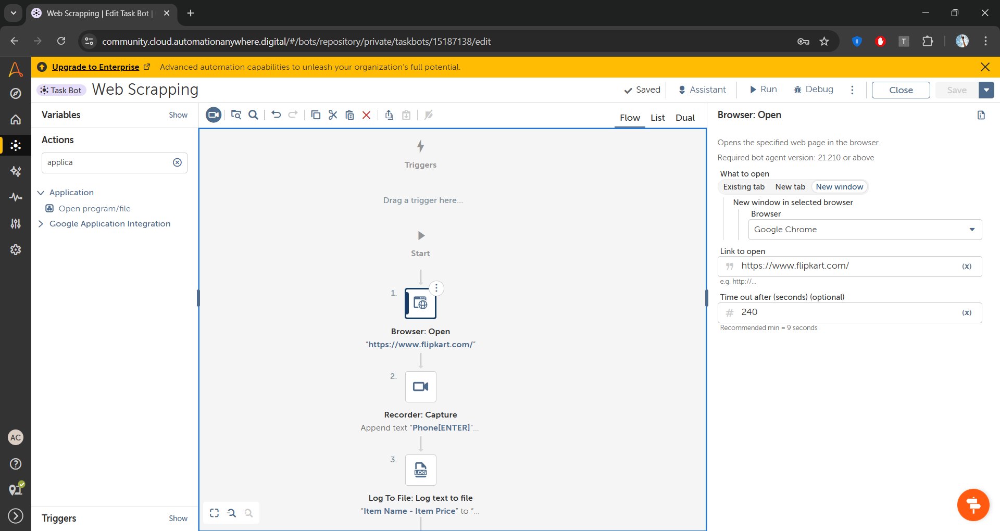 Web Scrapping | Edit Task Bot |
community.cloud.automationanywhere.digital/#/bots/repository/private/taskbots/15187138/edit
T
Upgrade to Enterprise
Advanced automation capabilities to unleash your organization's full potential.
Task Bot
Web Scrapping
Saved
Assistant
Run
Debug
Close
Save
Variables
Show
Actions
applica
Application
Open program/file
Google Application Integration
Triggers
Show
AC
Flow
List
Dual
Triggers
Drag a trigger here...
Start
1.
Browser: Open
“https://www.flipkart.com/”
2.
Recorder: Capture
Append text “Phone[ENTER]”...
3.
LOG
Log To File: Log text to file
“Item Name - Item Price” to “...
Browser: Open
Opens the specified web page in the browser.
Required bot agent version: 21.210 or above
What to open
Existing tab
New tab
New window
New window in selected browser
Browser
Google Chrome
Link to open
https://www.flipkart.com/
(x)
e.g. http://...
Time out after (seconds) (optional)
# 240
(x)
Recommended min = 9 seconds